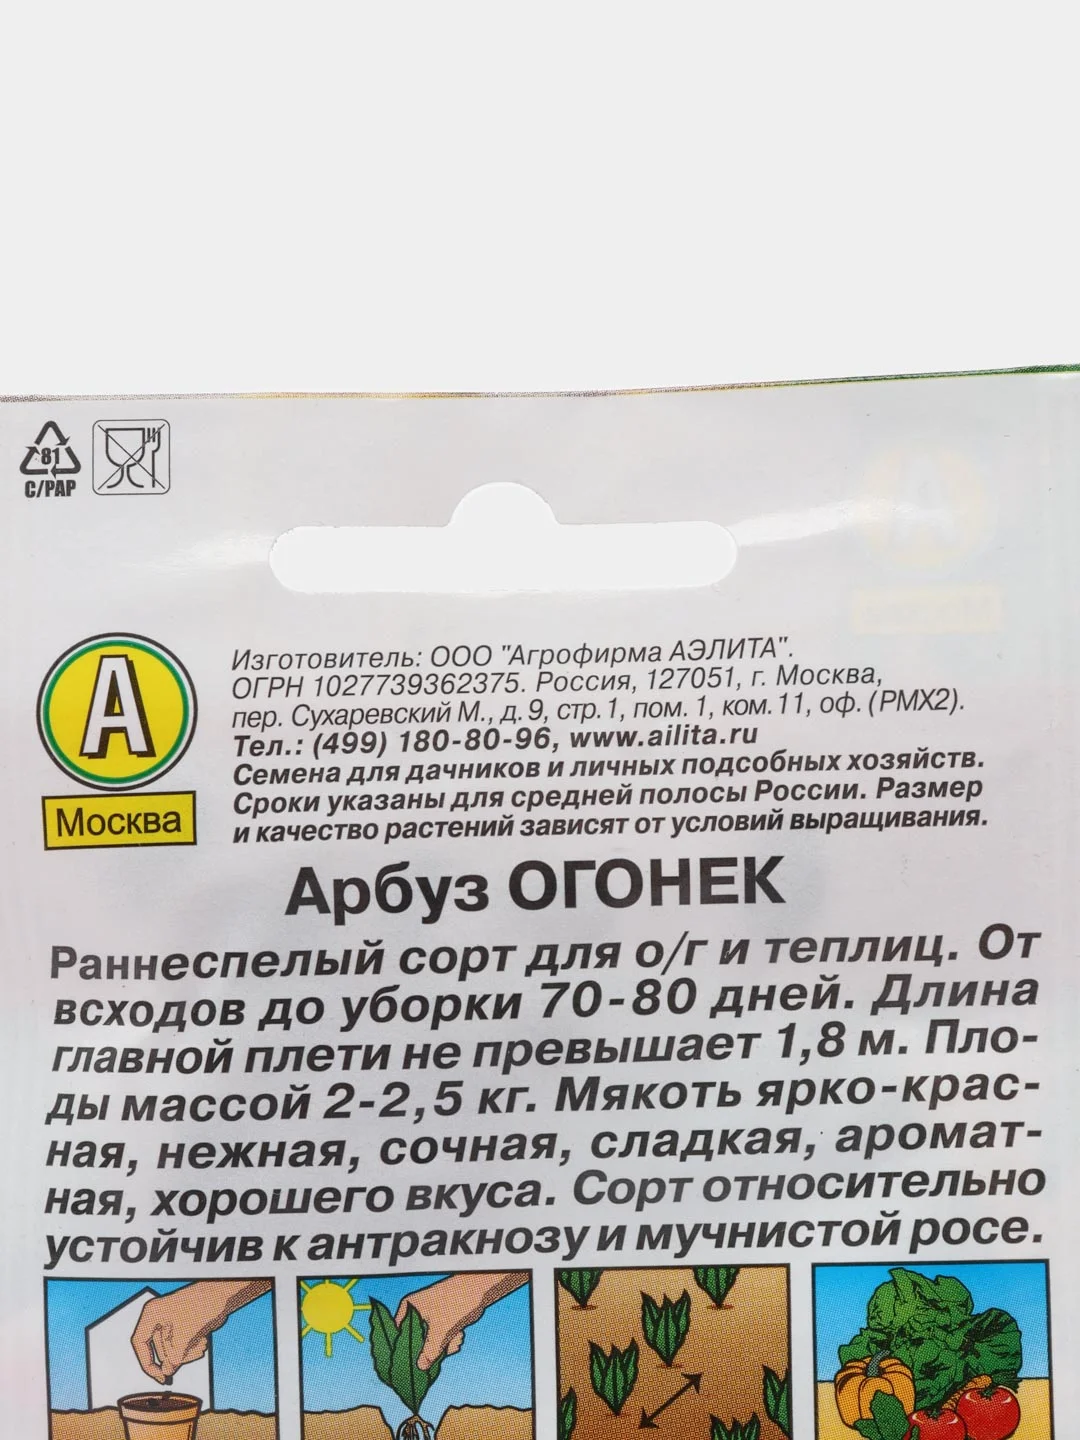 81
C/PAP
А
Москва
Изготовитель: ООО "Агрофирма АЭЛИТА".
ОГРН 1027739362375. Россия, 127051, г. Москва,
пер. Сухаревский М., д. 9, стр. 1, пом. 1, ком. 11, оф. (РМХ2).
Тел.: (499) 180-80-96, www.ailita.ru
Семена для дачников и личных подсобных хозяйств.
Сроки указаны для средней полосы России. Размер
и качество растений зависят от условий выращивания.
Арбуз ОГОНЕК
Раннеспелый сорт для о/г и теплиц. От
всходов до уборки 70-80 дней. Длина
главной плети не превышает 1,8 м. Пло-
ды массой 2-2,5 кг. Мякоть ярко-крас-
ная, нежная, сочная, сладкая, аромат-
ная, хорошего вкуса. Сорт относительно
устойчив к антракнозу и мучнистой росе.